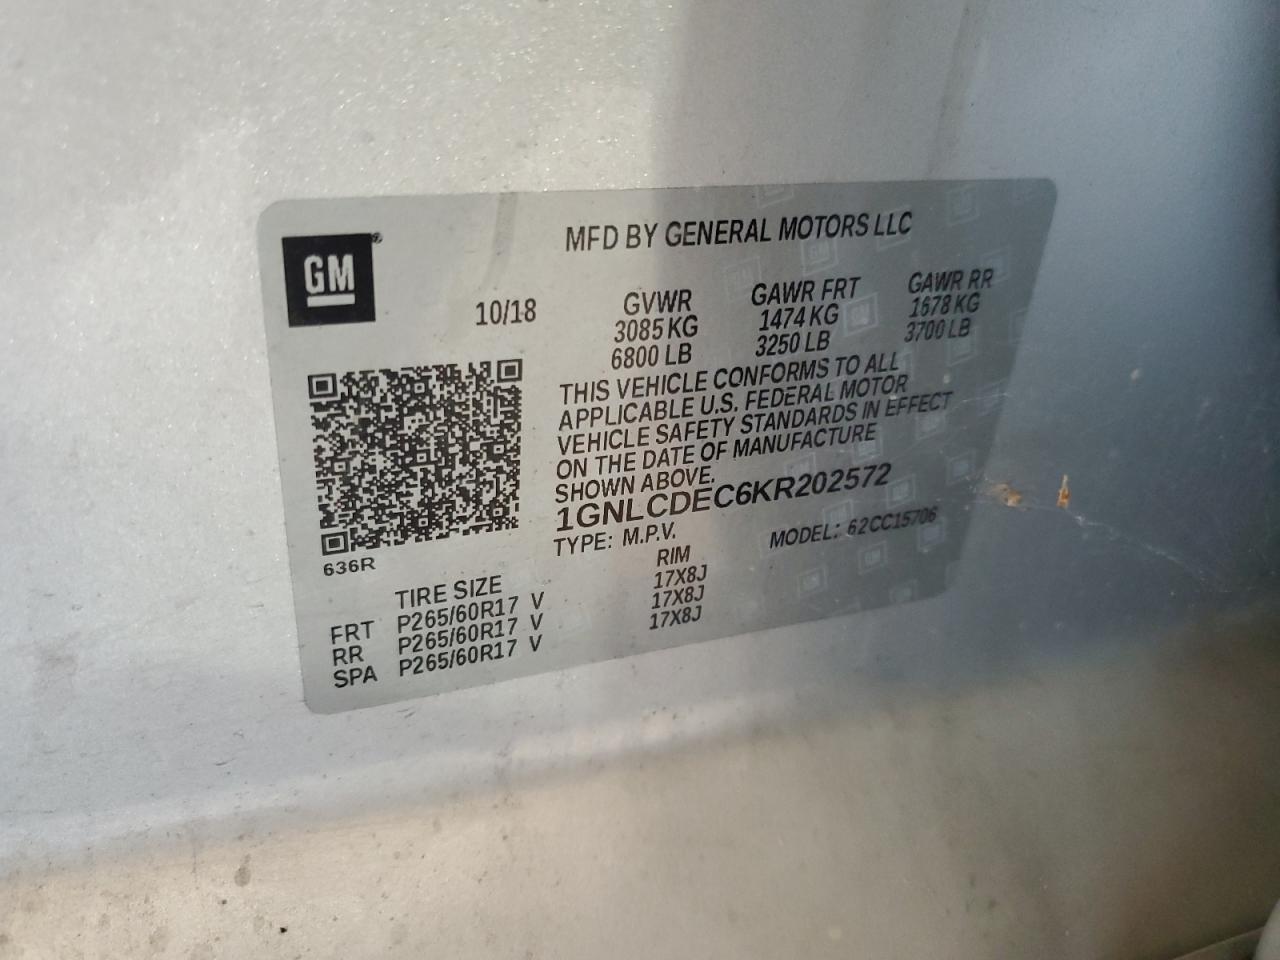 GM
MFD BY GENERAL MOTORS LLC
10/18
GVWR GAWR FRT GAWR RR
3085 KG 1474 KG 1678 KG
6800 LB 3250 LB 3700 LB
THIS VEHICLE CONFORMS TO ALL
APPLICABLE U.S. FEDERAL MOTOR
VEHICLE SAFETY STANDARDS IN EFFECT
ON THE DATE OF MANUFACTURE
SHOWN ABOVE.
1GNLCDEC6KR202572
TYPE: M.P.V. MODEL: 62CC15706
636R
TIRE SIZE RIM
FRT P265/60R17 V 17X8J
RR P265/60R17 V 17X8J
SPA P265/60R17 V 17X8J